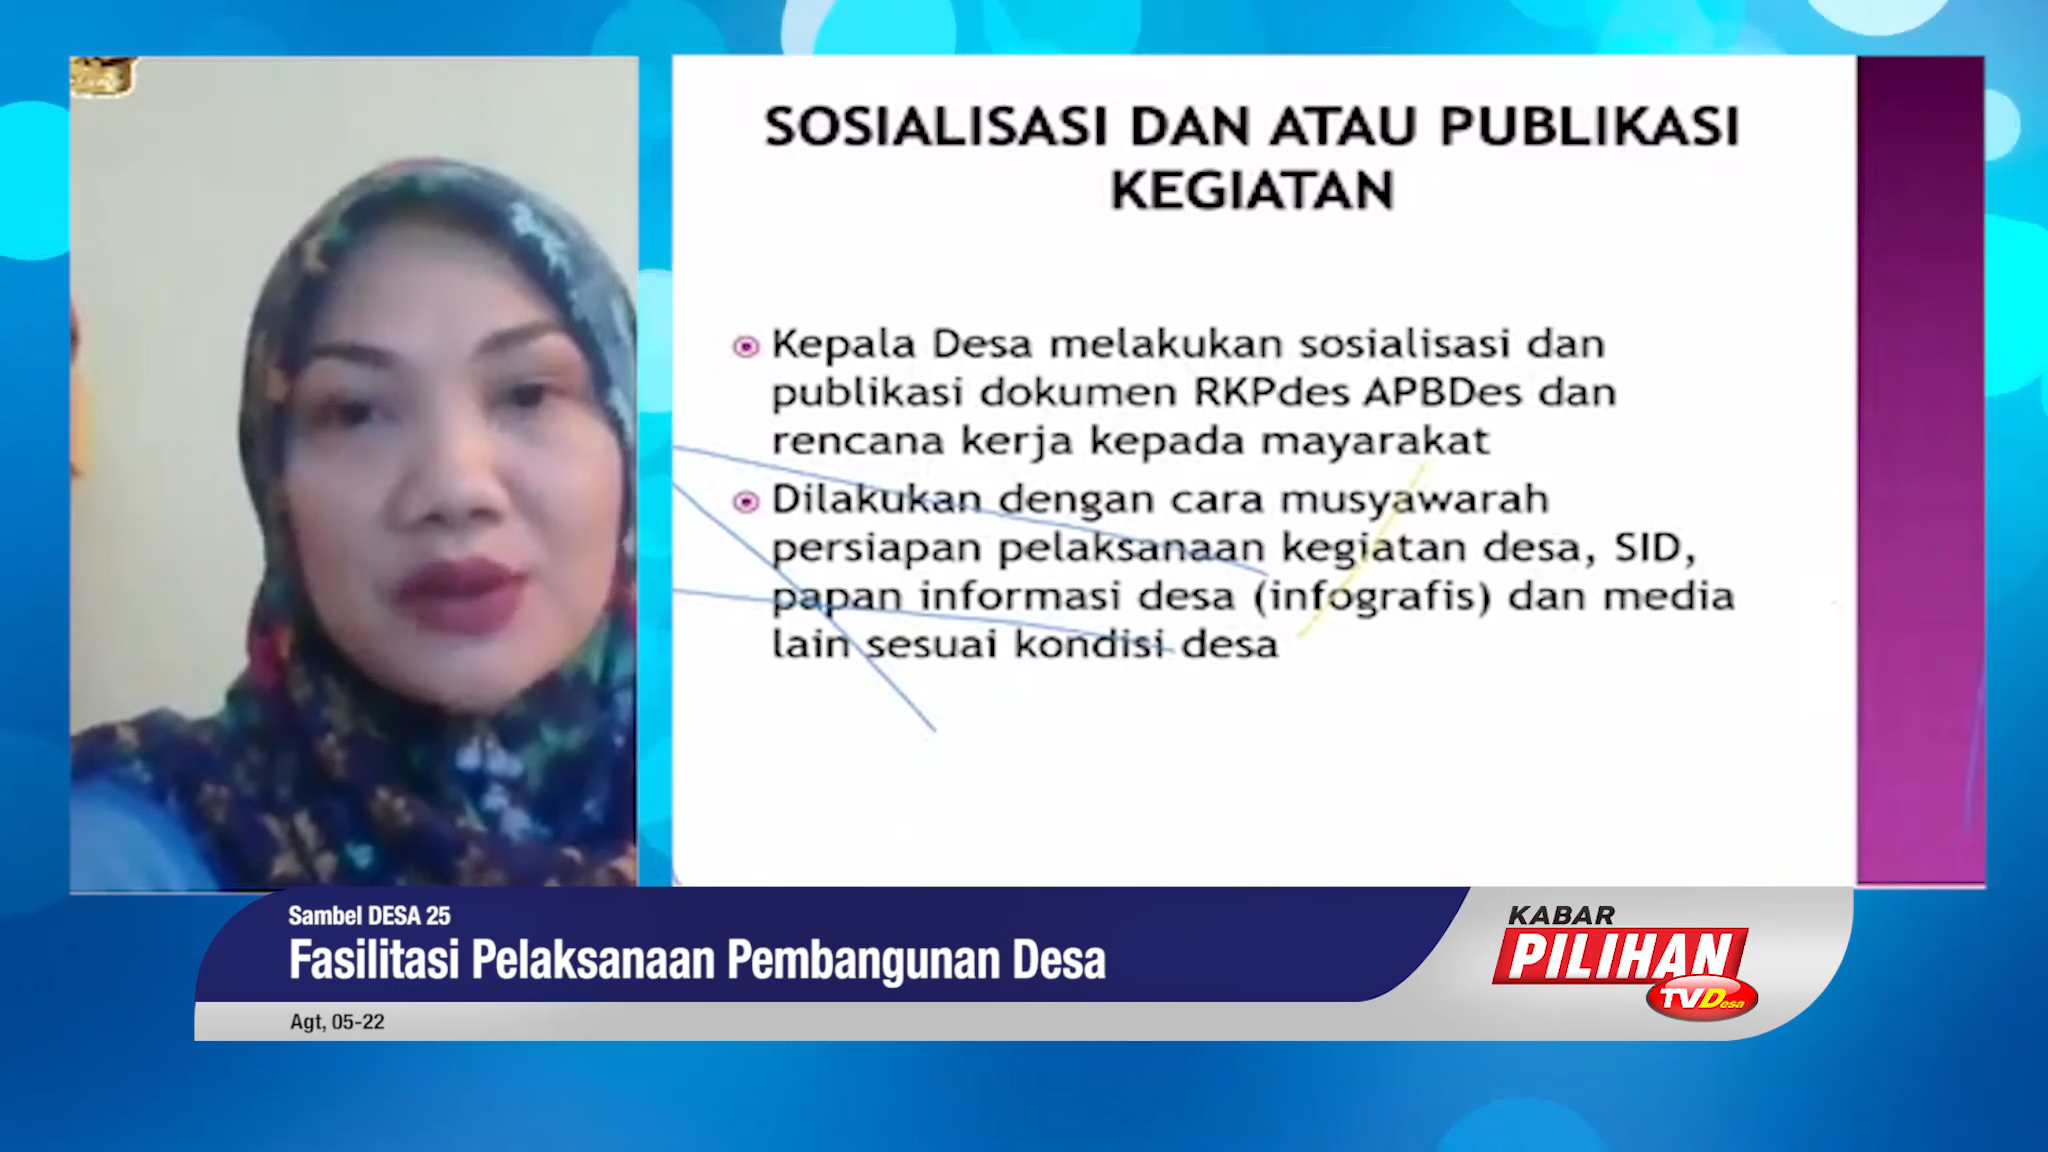 SOSIALISASI DAN ATAU PUBLIKASI
KEGIATAN
Kepala Desa melakukan sosialisasi dan
publikasi dokumen RKPdes APBDes dan
rencana kerja kepada mayarakat
Dilakukan dengan cara musyawarah
persiapan pelaksanaan kegiatan desa, SID,
papan informasi desa (infografis) dan media
lain sesuai kondisi desa
Sambel DESA 25
Fasilitasi Pelaksanaan Pembangunan Desa
Agt, 05-22
KABAR
PILIHAN
TVDesa